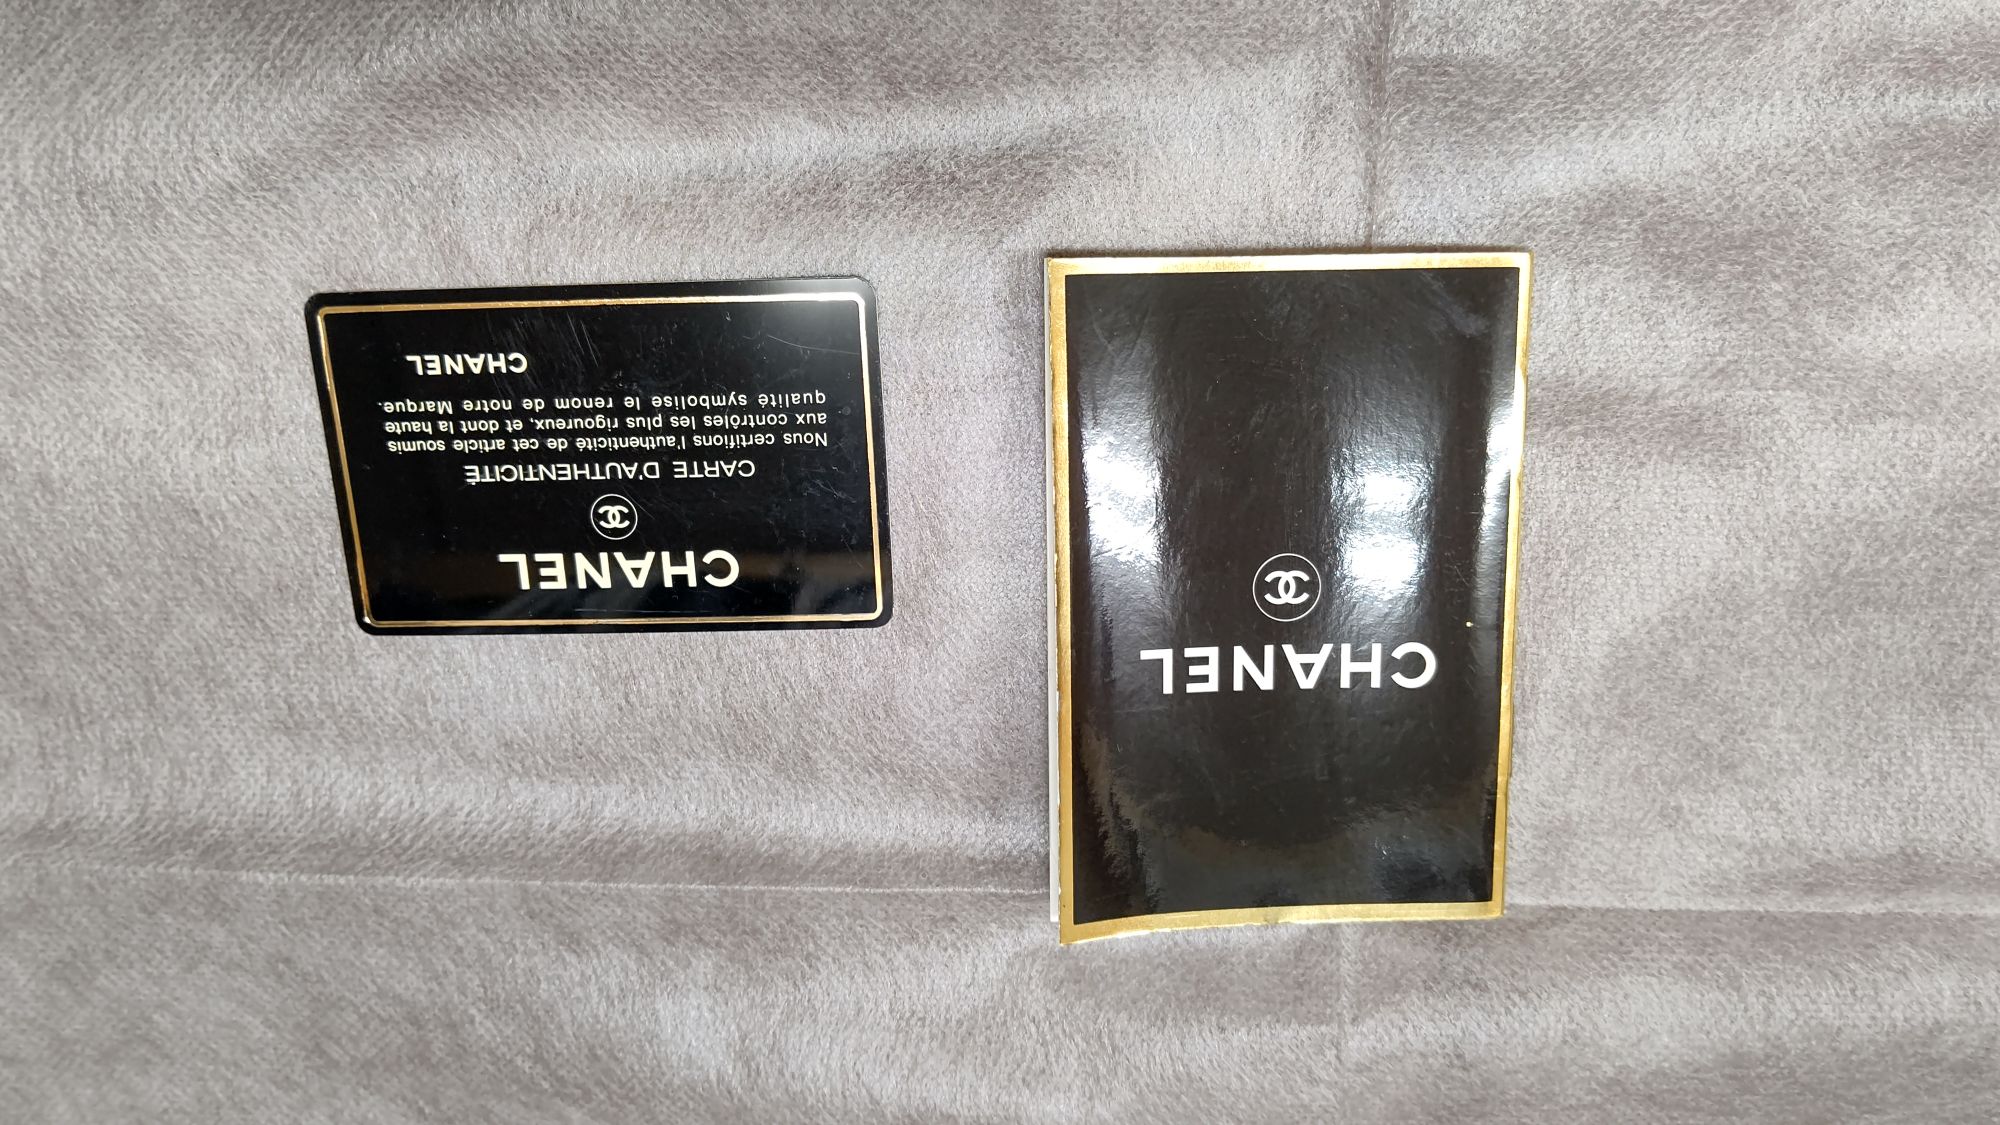 CHANEL
CARTE D'AUTHENTICITÉ
Nous certifions l'authenticité de cet article soumis
aux contrôles les plus rigoureux, et dont la haute
qualité symbolise le renom de notre Marque.
CHANEL
CHANEL